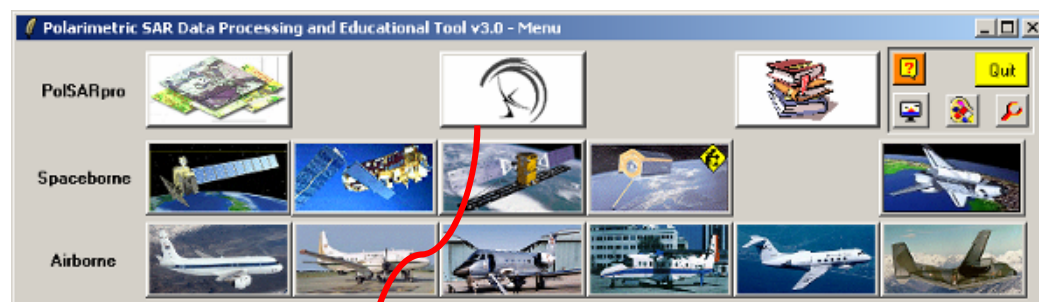 Polarimetric SAR Data Processing and Educational Tool v3.0 - Menu
PolSARpro
?
Quit
Spaceborne
Airborne